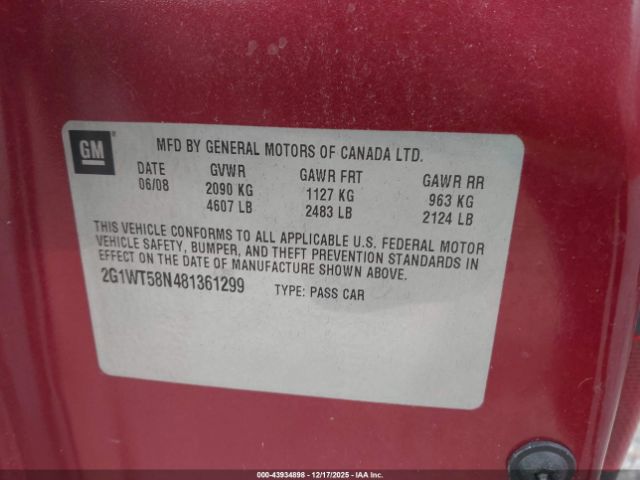 GM
MFD BY GENERAL MOTORS OF CANADA LTD.
DATE GVWR GAWR FRT GAWR RR
06/08 2090 KG 1127 KG 963 KG
4607 LB 2483 LB 2124 LB
THIS VEHICLE CONFORMS TO ALL APPLICABLE U.S. FEDERAL MOTOR
VEHICLE SAFETY, BUMPER, AND THEFT PREVENTION STANDARDS IN
EFFECT ON THE DATE OF MANUFACTURE SHOWN ABOVE.
2G1WT58N481361299 TYPE: PASS CAR
000-43934898 - 12/17/2025 - IAA, Inc.